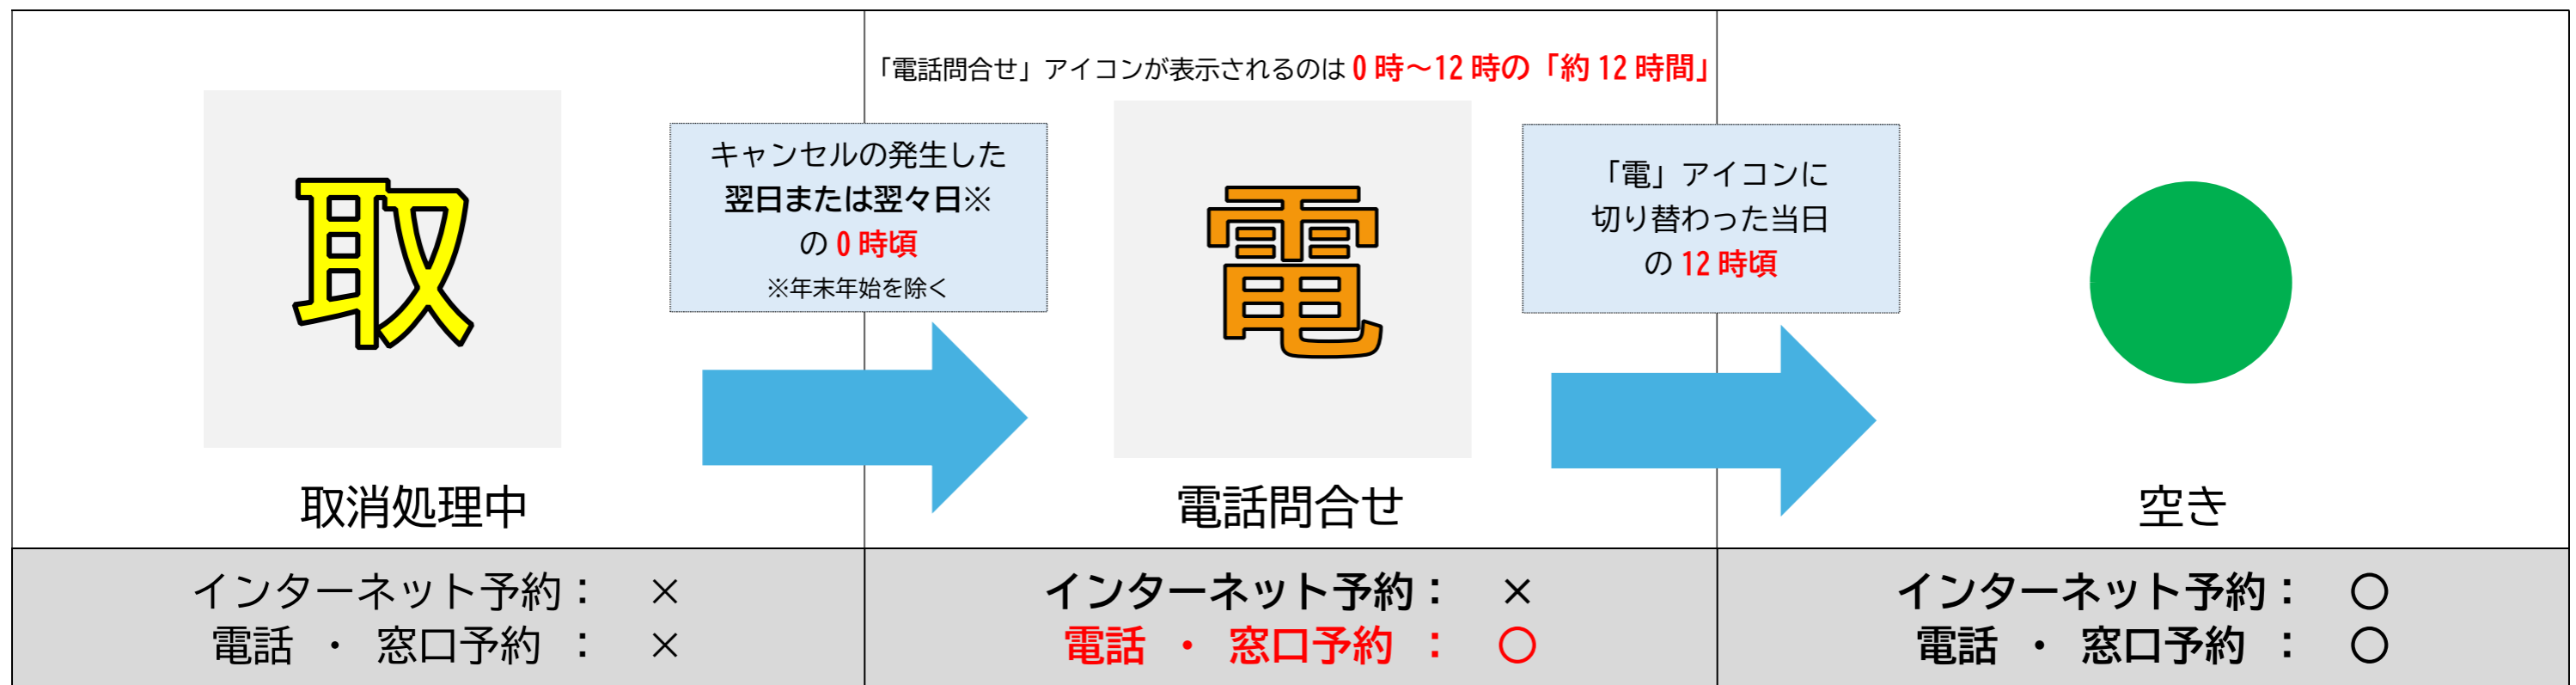 「電話問合せ」アイコンが表示されるのは 0 時～12 時の「約 12 時間」
取
キャンセルの発生した
翌日または翌々日※
の 0 時頃
※年末年始を除く
電
「電」アイコンに
切り替わった当日
の 12 時頃
取消処理中
電話問合せ
空き
インターネット予約： ×
電話 ・ 窓口予約 ： ×
インターネット予約： ×
電話 ・ 窓口予約 ： ○
インターネット予約： ○
電話 ・ 窓口予約 ： ○